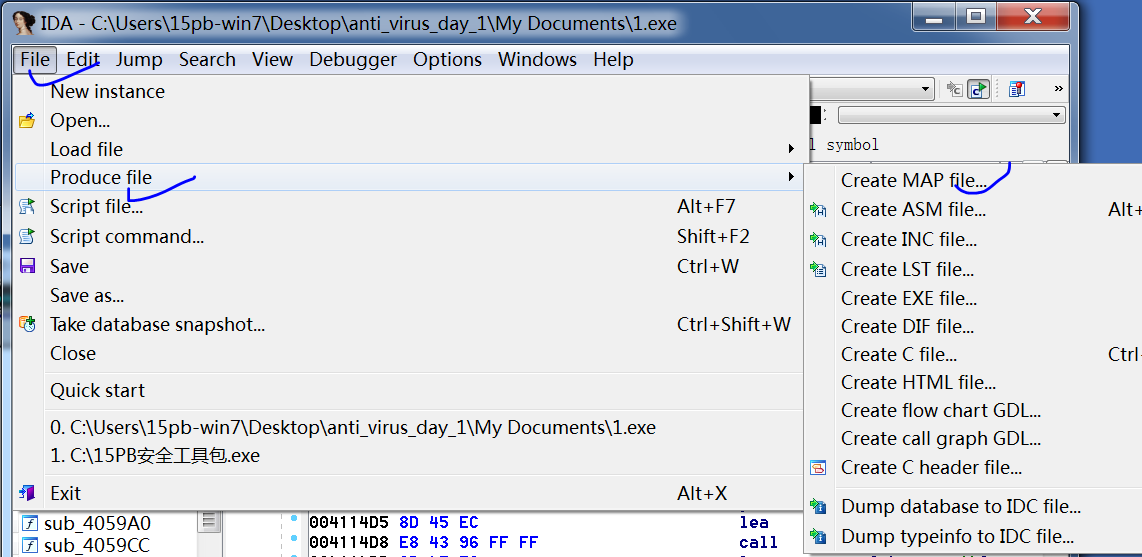 IDA - C:\Users\15pb-win7\Desktop\anti_virus_day_1\My Documents\1.exe
File Edit Jump Search View Debugger Options Windows Help
New instance
Open...
Load file
symbol
Produce file
Create MAP file...
Script file... Alt+F7
Create ASM file... Alt+
Script command... Shift+F2
Create INC file...
Save Ctrl+W
Create LST file...
Save as...
Create EXE file...
Take database snapshot... Ctrl+Shift+W
Create DIF file...
Close
Create C file... Ctrl
Create HTML file...
Quick start
Create flow chart GDL...
0. C:\Users\15pb-win7\Desktop\anti_virus_day_1\My Documents\1.exe
Create call graph GDL...
1. C:\15PB安全工具包.exe
Create C header file...
Exit Alt+X
Dump database to IDC file...
sub_4059A0 004114D5 8D 45 EC lea
Dump typeinfo to IDC file...
sub_4059CC 004114D8 E8 43 96 FF FF call